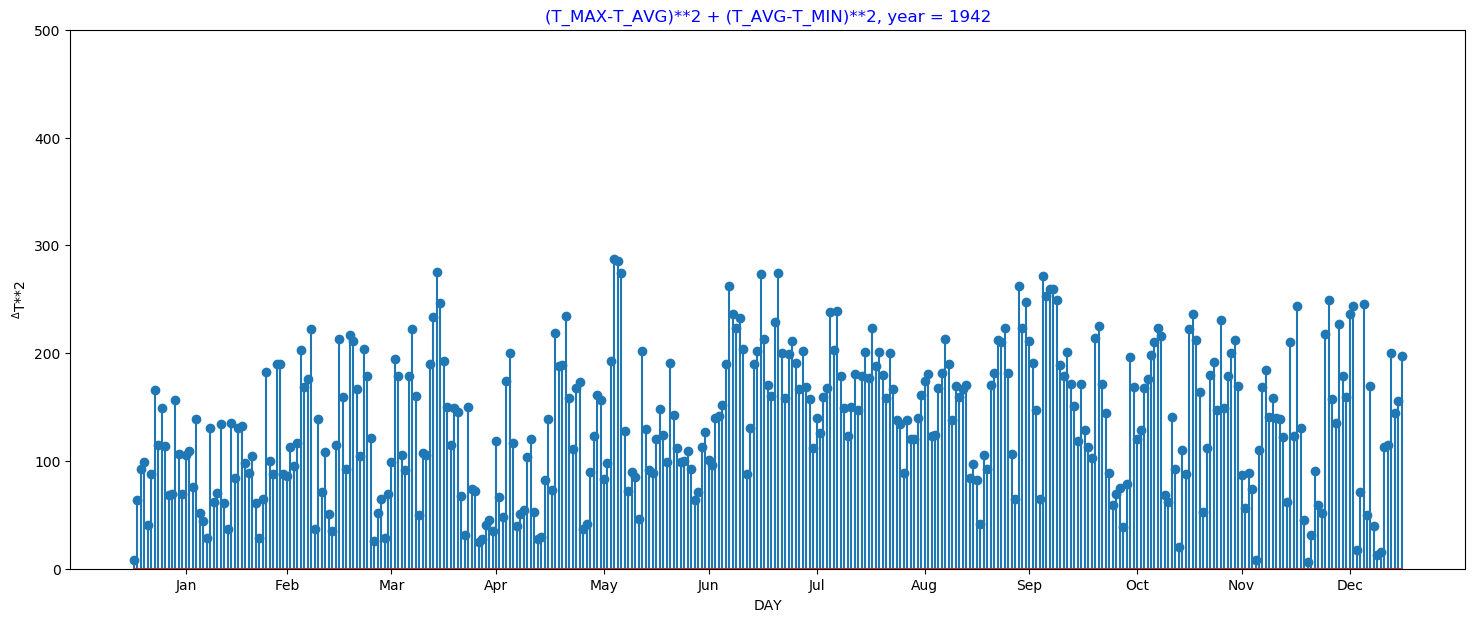 (T_MAX-T_AVG)**2 + (T_AVG-T_MIN)**2, year = 1942
500
400
300
200
100
0
ΔT**2
Jan Feb Mar Apr May Jun Jul Aug Sep Oct Nov Dec
DAY